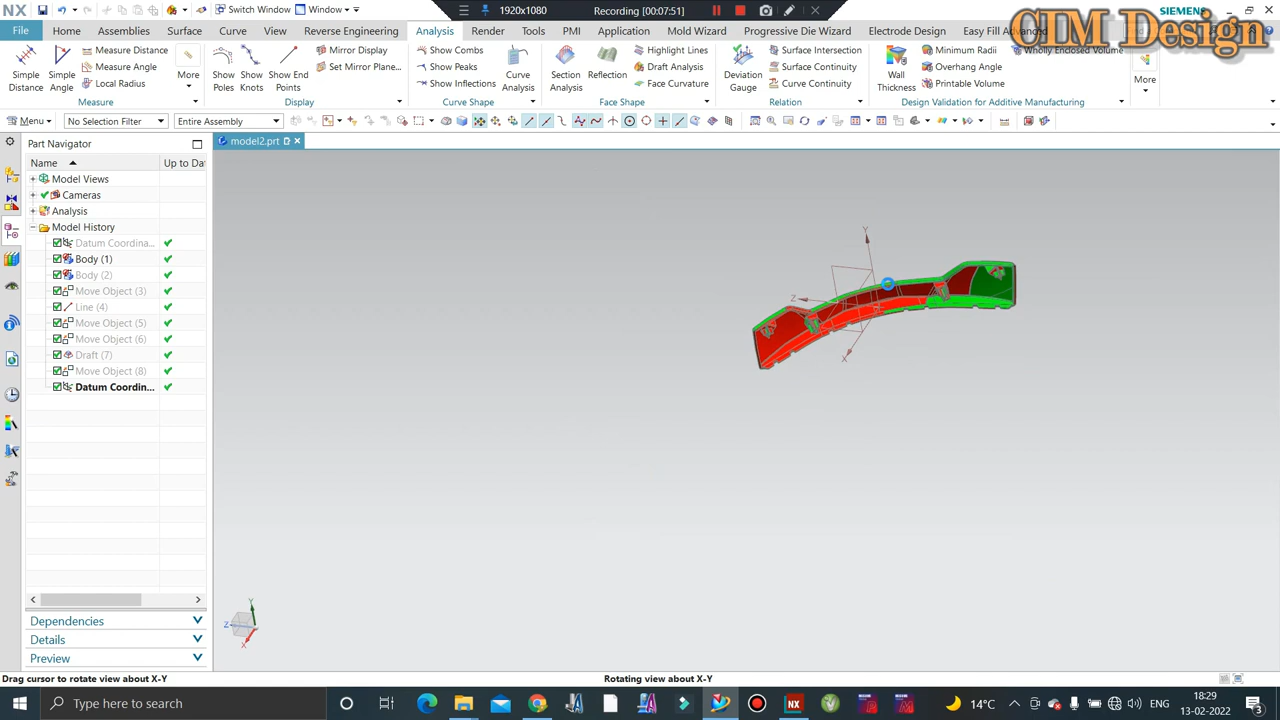 NX Switch Window Window 1920x1080 Recording [00:07:51] SIEMENS
CIM Design
File Home Assemblies Surface Curve View Reverse Engineering Analysis Render Tools PMI Application Mold Wizard Progressive Die Wizard Electrode Design Easy Fill Advanced
Simple Distance
Simple Angle
Measure Distance
Measure Angle
Local Radius
More
Measure
Show Poles
Show Knots
Show End Points
Mirror Display
Set Mirror Plane...
Display
Show Combs
Show Peaks
Show Inflections
Curve Analysis
Curve Shape
Section Analysis
Reflection
Highlight Lines
Draft Analysis
Face Curvature
Face Shape
Deviation Gauge
Surface Intersection
Surface Continuity
Curve Continuity
Relation
Wall Thickness
Minimum Radii
Overhang Angle
Printable Volume
Wholly Enclosed Volume
More
Design Validation for Additive Manufacturing
Menu No Selection Filter Entire Assembly
Part Navigator
model2.prt
Name Up to Da
Model Views
Cameras
Analysis
Model History
Datum Coordina...
Body (1)
Body (2)
Move Object (3)
Line (4)
Move Object (5)
Move Object (6)
Draft (7)
Move Object (8)
Datum Coordin...
Y
Z
X
Dependencies
Details
Preview
Y
Z
X
Drag cursor to rotate view about X-Y Rotating view about X-Y
Type here to search
14°C ENG
18:29
13-02-2022
3